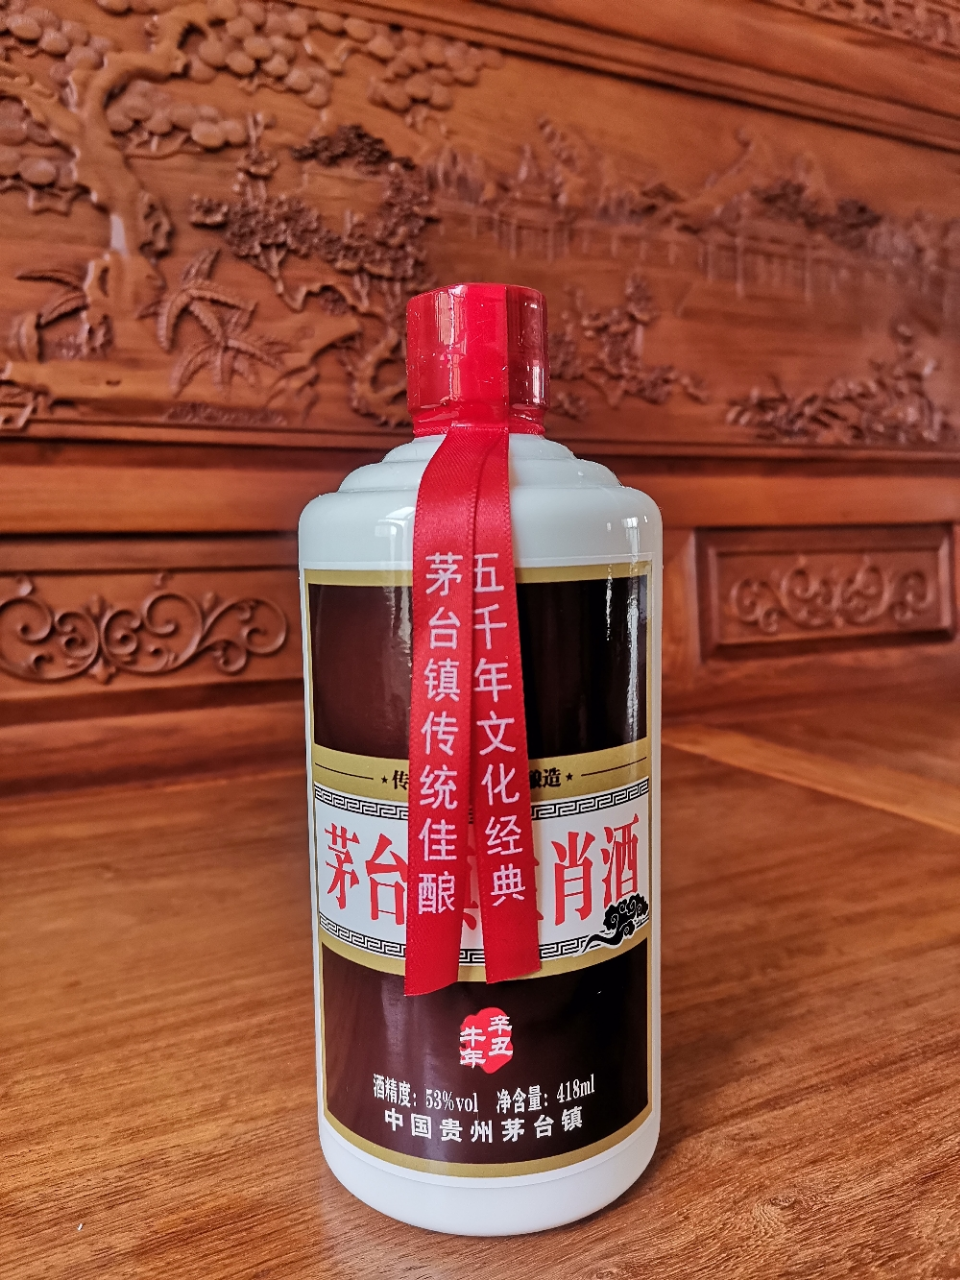 五千年文化经典
茅台镇传统佳酿
传 酿造
茅台 肖酒
辛丑
牛年
酒精度：53%vol 净含量：418ml
中国贵州茅台镇